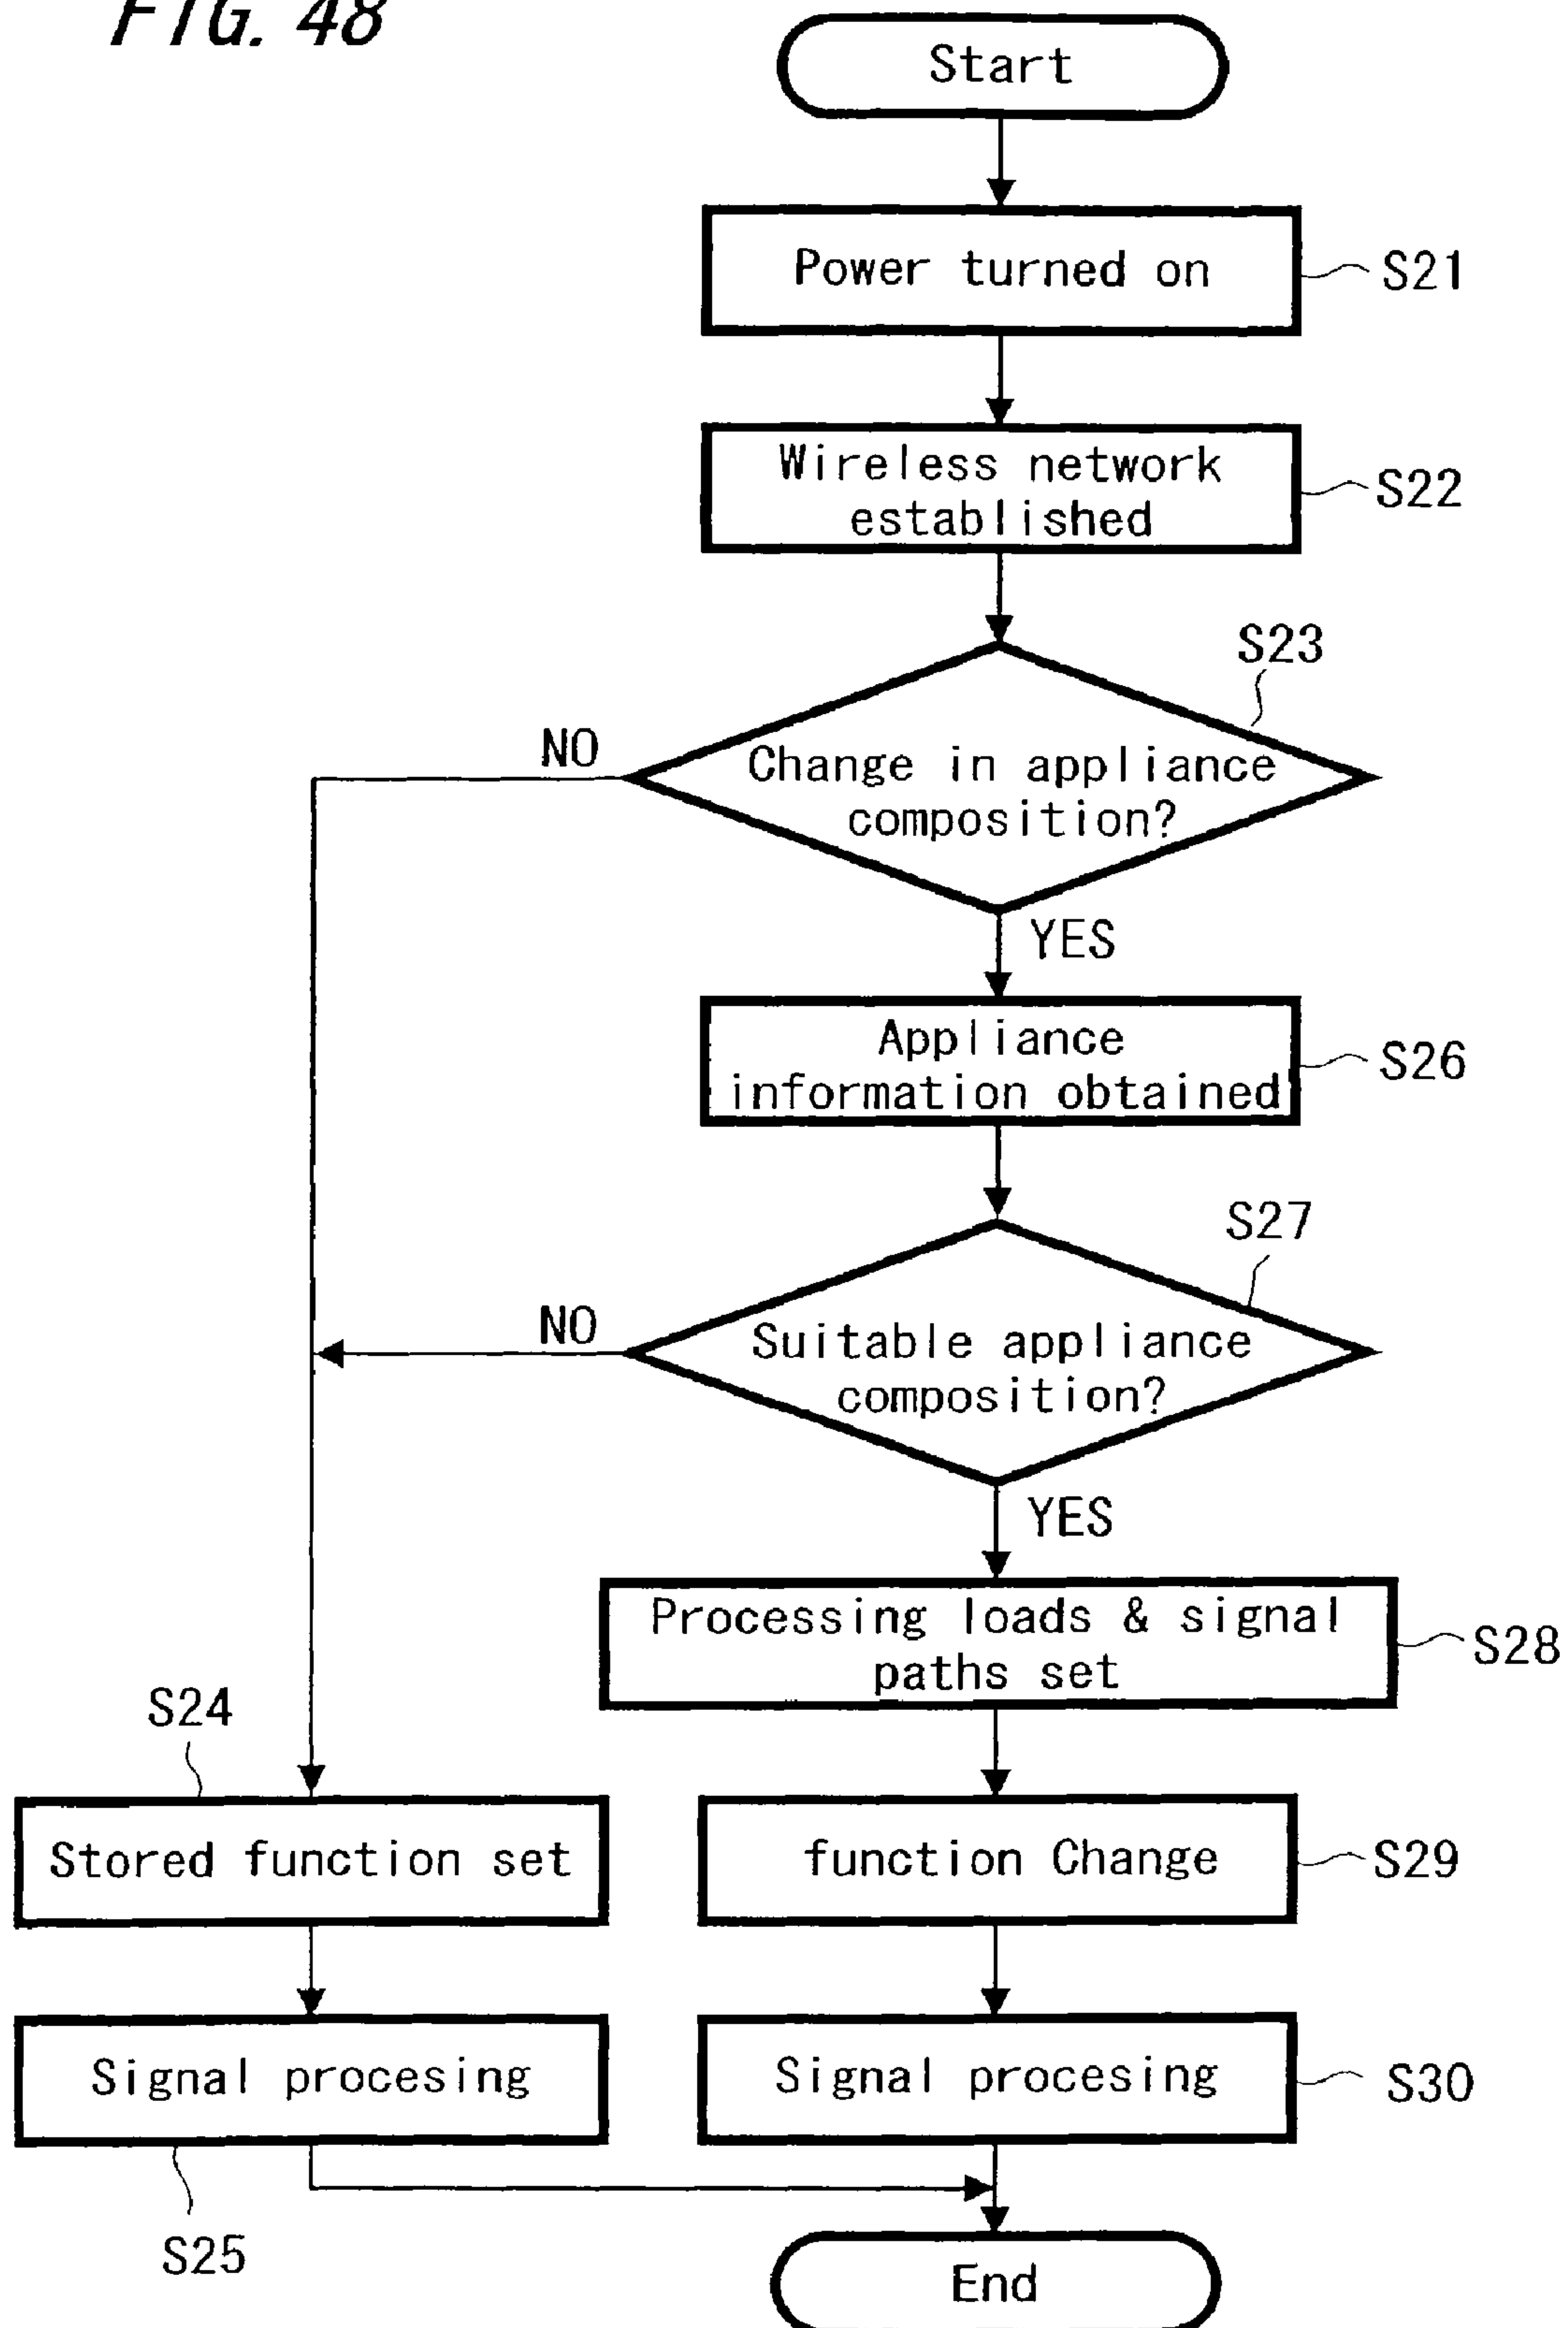 FIG. 48
Start
Power turned on
S21
Wireless network
established
S22
S23
NO
Change in appliance
composition?
YES
Appliance
information obtained
S26
S27
NO
Suitable appliance
composition?
YES
Processing loads & signal
paths set
S28
S24
Stored function set
function Change
S29
Signal procesing
Signal procesing
S30
S25
End